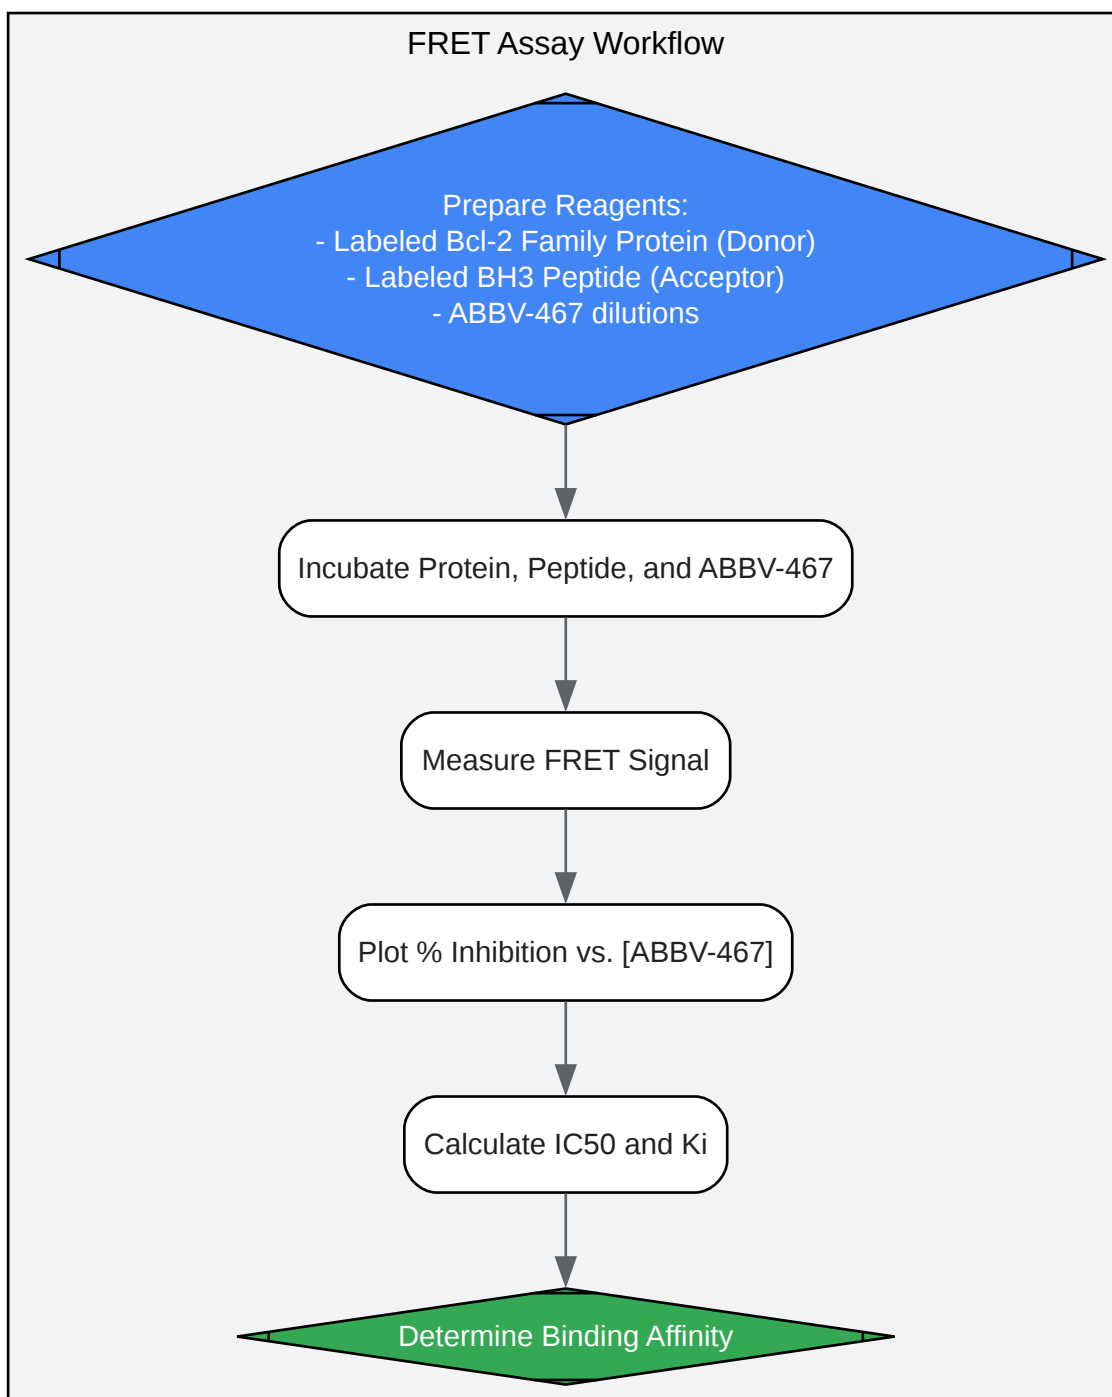 FRET Assay Workflow
Prepare Reagents:
- Labeled Bcl-2 Family Protein (Donor)
- Labeled BH3 Peptide (Acceptor)
- ABBV-467 dilutions
Incubate Protein, Peptide, and ABBV-467
Measure FRET Signal
Plot % Inhibition vs. [ABBV-467]
Calculate IC50 and Ki
Determine Binding Affinity